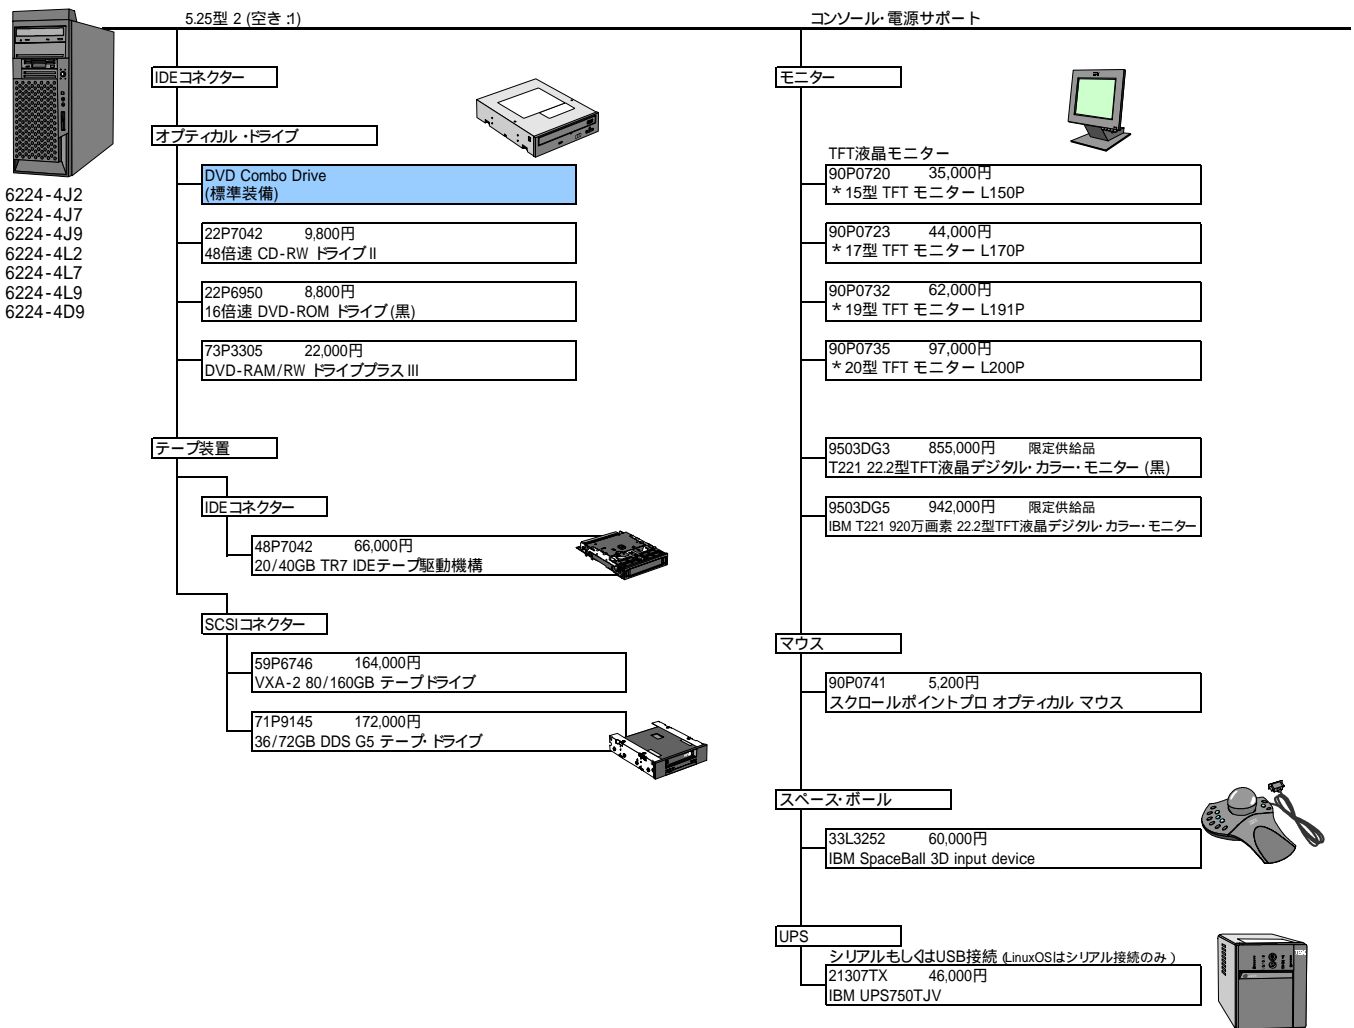 5.25型 2 (空き :1)
コンソール・電源サポート
6224-4J2
6224-4J7
6224-4J9
6224-4L2
6224-4L7
6224-4L9
6224-4D9
IDEコネクター
オプティカル・ドライブ
DVD Combo Drive
(標準装備)
22P7042 9,800円
48倍速 CD-RW ドライブ II
22P6950 8,800円
16倍速 DVD-ROM ドライブ (黒)
73P3305 22,000円
DVD-RAM/RW ドライブプラス III
テープ装置
IDEコネクター
48P7042 66,000円
20/40GB TR7 IDEテープ駆動機構
SCSIコネクター
59P6746 164,000円
VXA-2 80/160GB テープドライブ
71P9145 172,000円
36/72GB DDS G5 テープ・ドライブ
モニター
TFT液晶モニター
90P0720 35,000円
*15型 TFT モニター L150P
90P0723 44,000円
*17型 TFT モニター L170P
90P0732 62,000円
*19型 TFT モニター L191P
90P0735 97,000円
*20型 TFT モニター L200P
9503DG3 855,000円 限定供給品
T221 22.2型TFT液晶デジタル・カラー・モニター (黒)
9503DG5 942,000円 限定供給品
IBM T221 920万画素 22.2型TFT液晶デジタル・カラー・モニター
マウス
90P0741 5,200円
スクロールポイントプロ オプティカル マウス
スペース・ボール
33L3252 60,000円
IBM SpaceBall 3D input device
UPS
シリアルもしくはUSB接続 (LinuxOSはシリアル接続のみ)
21307TX 46,000円
IBM UPS750TJV